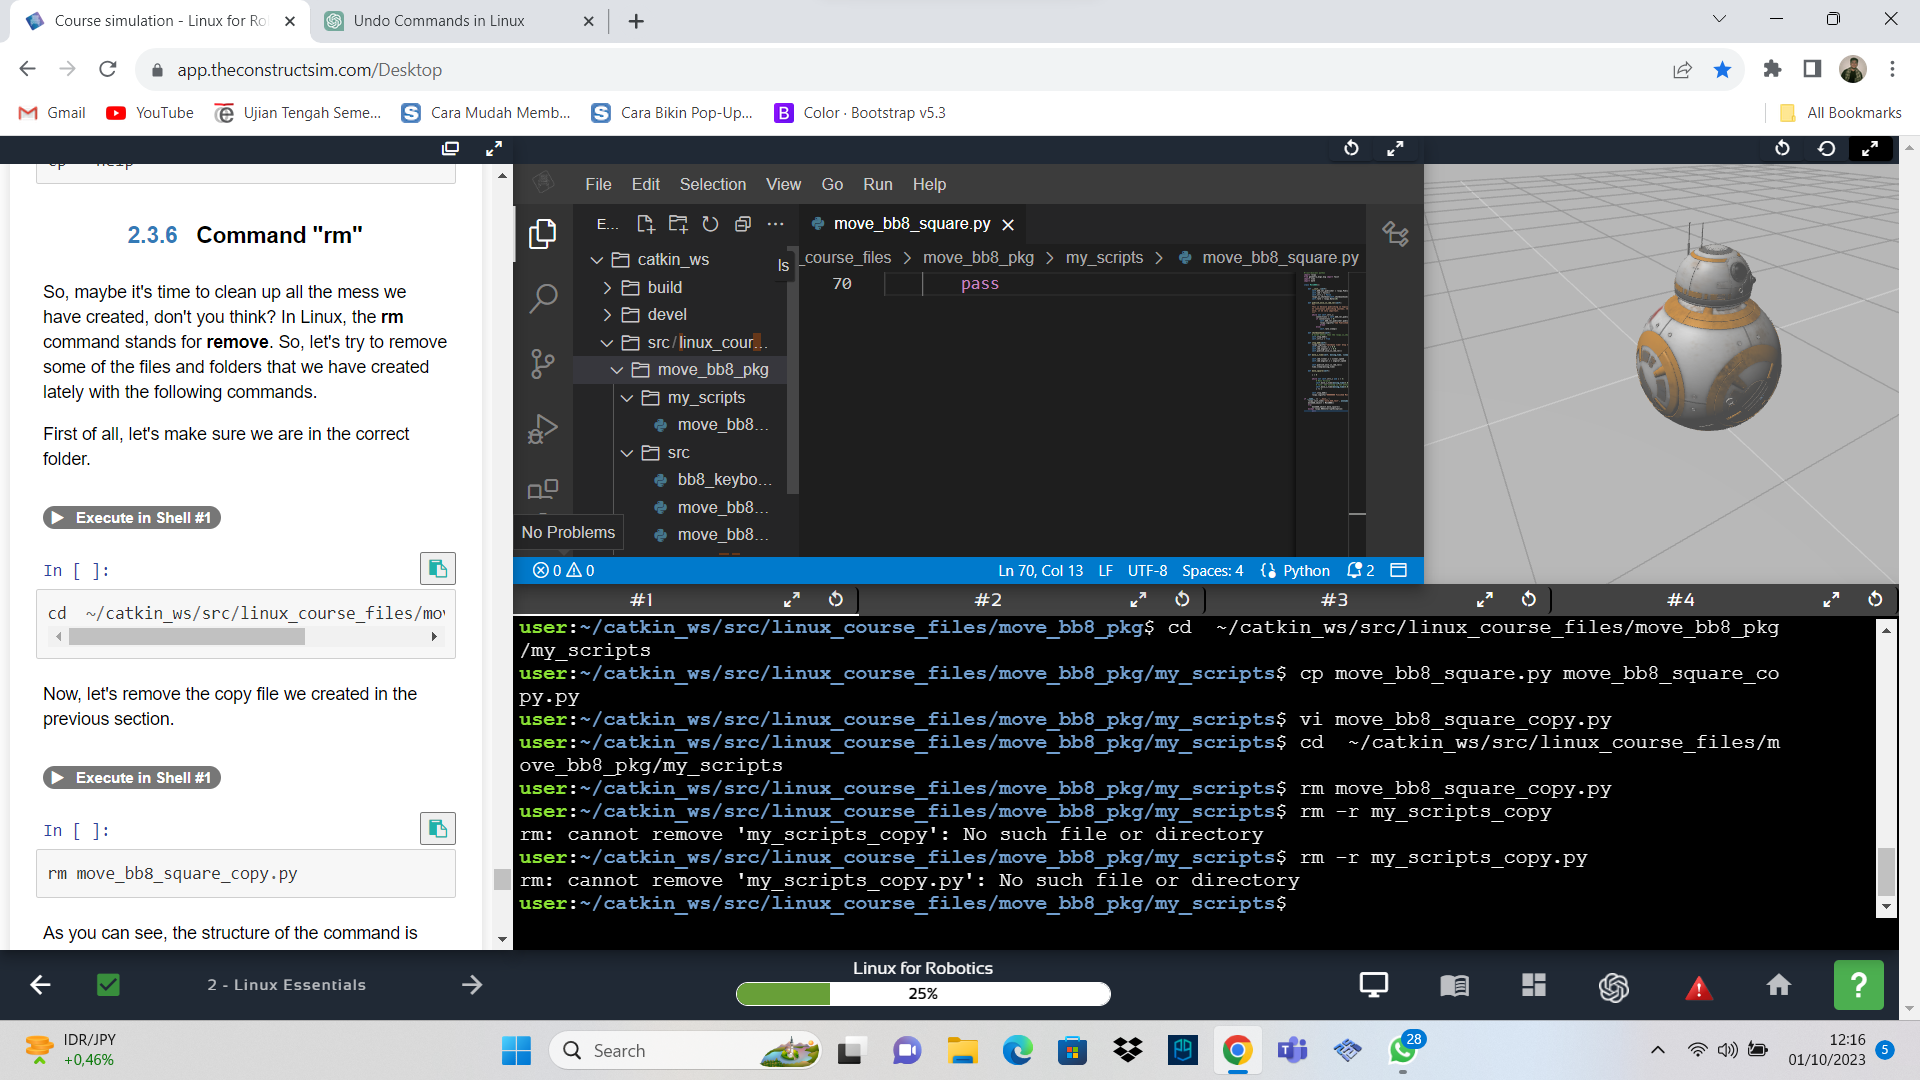 Course simulation - Linux for Ro
Undo Commands in Linux
app.theconstructsim.com/Desktop
Gmail
YouTube
Ujian Tengah Seme...
Cara Mudah Memb...
Cara Bikin Pop-Up...
Color · Bootstrap v5.3
All Bookmarks
2.3.6 Command "rm"
So, maybe it's time to clean up all the mess we
have created, don't you think? In Linux, the rm
command stands for remove. So, let's try to remove
some of the files and folders that we have created
lately with the following commands.
First of all, let's make sure we are in the correct
folder.
Execute in Shell #1
In [ ]:
cd  ~/catkin_ws/src/linux_course_files/mov
Now, let's remove the copy file we created in the
previous section.
Execute in Shell #1
In [ ]:
rm move_bb8_square_copy.py
As you can see, the structure of the command is
File Edit Selection View Go Run Help
E...
catkin_ws
ls
build
devel
src / linux_cour...
move_bb8_pkg
my_scripts
move_bb8...
src
bb8_keybo...
move_bb8...
move_bb8...
No Problems
move_bb8_square.py
_course_files > move_bb8_pkg > my_scripts > move_bb8_square.py
70 pass
0 0
Ln 70, Col 13 LF UTF-8 Spaces: 4 Python 2
#1 #2 #3 #4
user:~/catkin_ws/src/linux_course_files/move_bb8_pkg$ cd  ~/catkin_ws/src/linux_course_files/move_bb8_pkg
/my_scripts
user:~/catkin_ws/src/linux_course_files/move_bb8_pkg/my_scripts$ cp move_bb8_square.py move_bb8_square_co
py.py
user:~/catkin_ws/src/linux_course_files/move_bb8_pkg/my_scripts$ vi move_bb8_square_copy.py
user:~/catkin_ws/src/linux_course_files/move_bb8_pkg/my_scripts$ cd  ~/catkin_ws/src/linux_course_files/m
ove_bb8_pkg/my_scripts
user:~/catkin_ws/src/linux_course_files/move_bb8_pkg/my_scripts$ rm move_bb8_square_copy.py
user:~/catkin_ws/src/linux_course_files/move_bb8_pkg/my_scripts$ rm -r my_scripts_copy
rm: cannot remove 'my_scripts_copy': No such file or directory
user:~/catkin_ws/src/linux_course_files/move_bb8_pkg/my_scripts$ rm -r my_scripts_copy.py
rm: cannot remove 'my_scripts_copy.py': No such file or directory
user:~/catkin_ws/src/linux_course_files/move_bb8_pkg/my_scripts$
2 - Linux Essentials
Linux for Robotics
25%
?
IDR/JPY
+0,46%
Search
28
12:16
01/10/2023
5